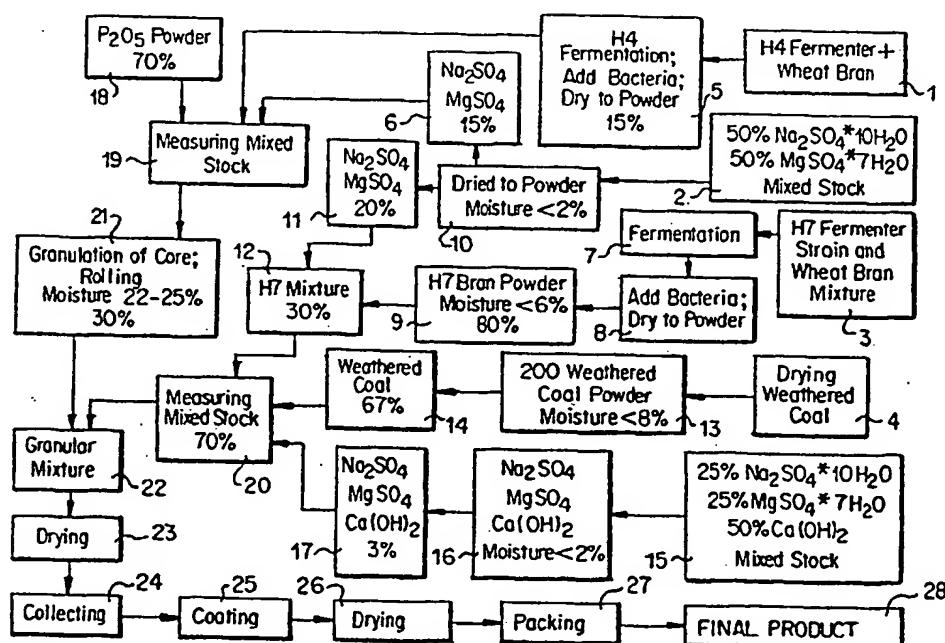 P2O5 Powder
70%
18
Na2SO4
MgSO4
15%
6
H4
Fermentation;
Add Bacteria;
Dry to Powder
15%
5
H4 Fermenter+
Wheat Bran
1
Measuring Mixed
Stock
19
Na2SO4
MgSO4
20%
11
Dried to Powder
Moisture <2%
10
50% Na2SO4*10H2O
50% MgSO4*7H2O
Mixed Stock
2
21
Granulation of Core;
Rolling
Moisture 22-25%
30%
12
H7 Mixture
30%
H7 Bran Powder
Moisture <6%
80%
9
Fermentation
7
Add Bacteria;
Dry to Powder
8
H7 Fermenter
Strain and
Wheat Bran
Mixture
3
Measuring
Mixed Stock
70%
20
Weathered
Coal
67%
14
200 Weathered
Coal Powder
Moisture <8%
13
Drying
Weathered
Coal
4
Granular
Mixture
22
Na2SO4
MgSO4
Ca(OH)2
3%
17
Na2SO4
MgSO4
Ca(OH)2
Moisture <2%
16
25% Na2SO4*10H2O
25% MgSO4*7H2O
50% Ca(OH)2
Mixed Stock
15
Drying
23
Collecting
24
Coating
25
Drying
26
Packing
27
FINAL PRODUCT
28